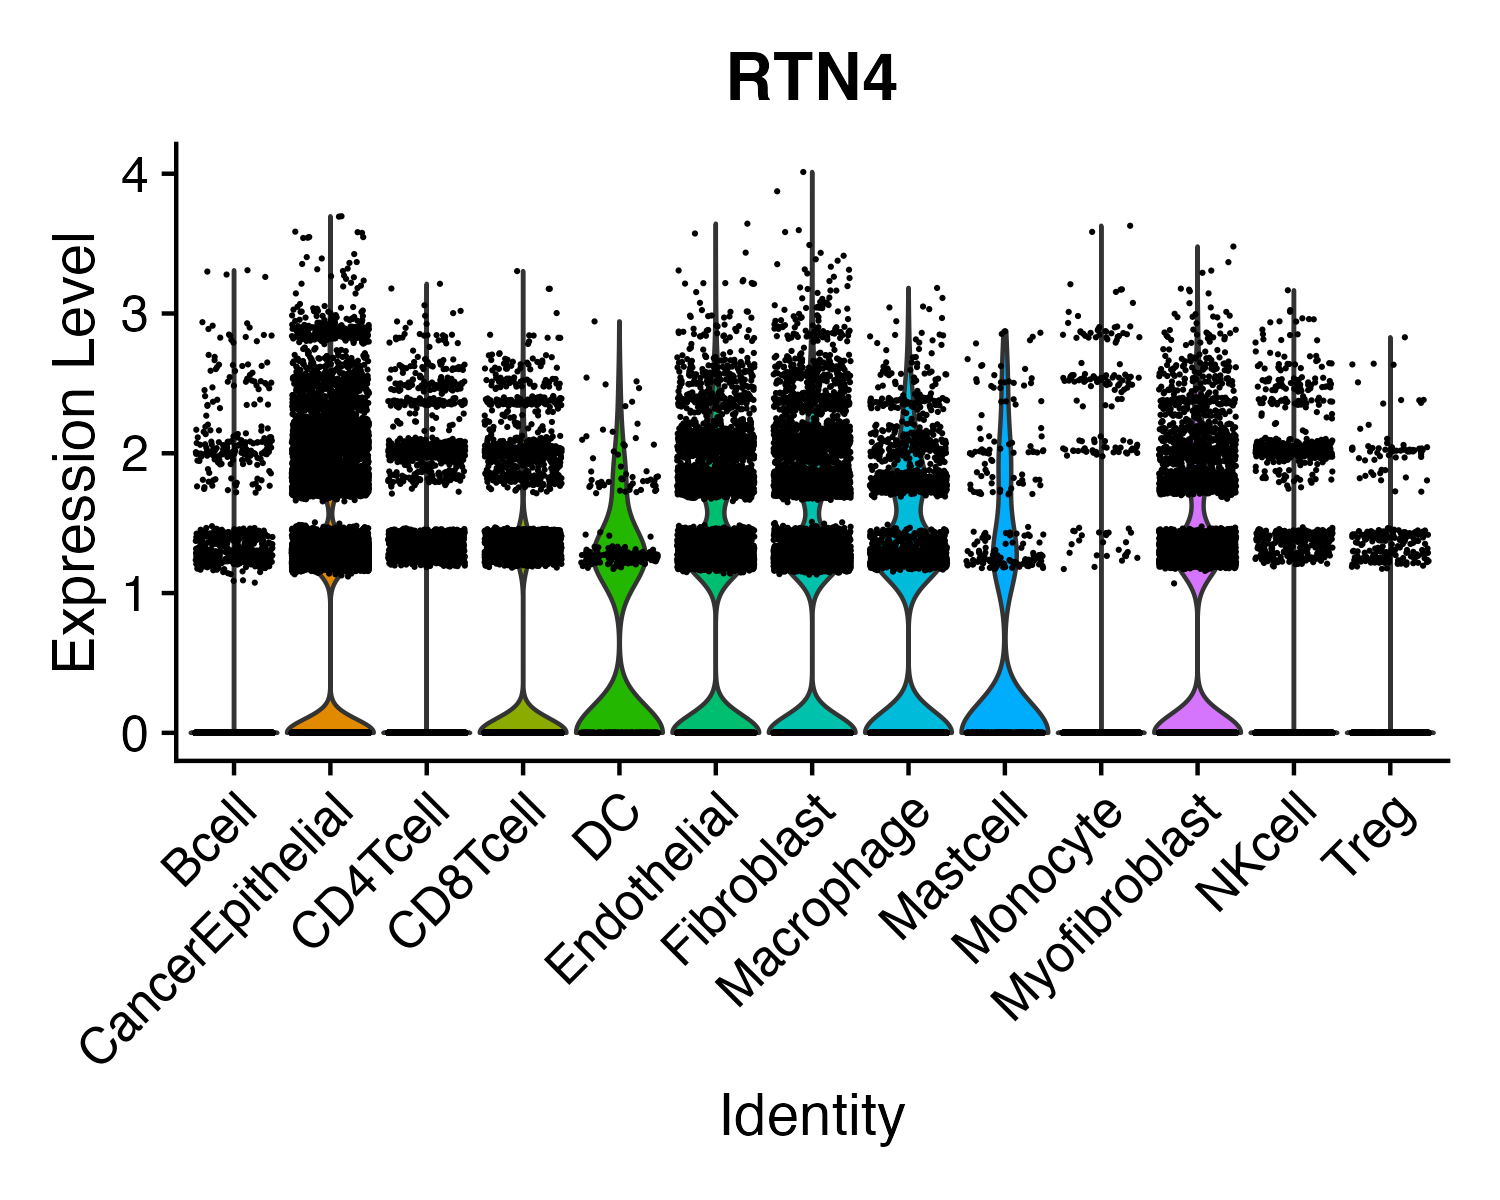 RTN4
Expression Level
4
3
2
1
0
Bcell
CancerEpithelial
CD4Tcell
CD8Tcell
DC
Endothelial
Fibroblast
Macrophage
Mastcell
Monocyte
Myofibroblast
NKcell
Treg
Identity